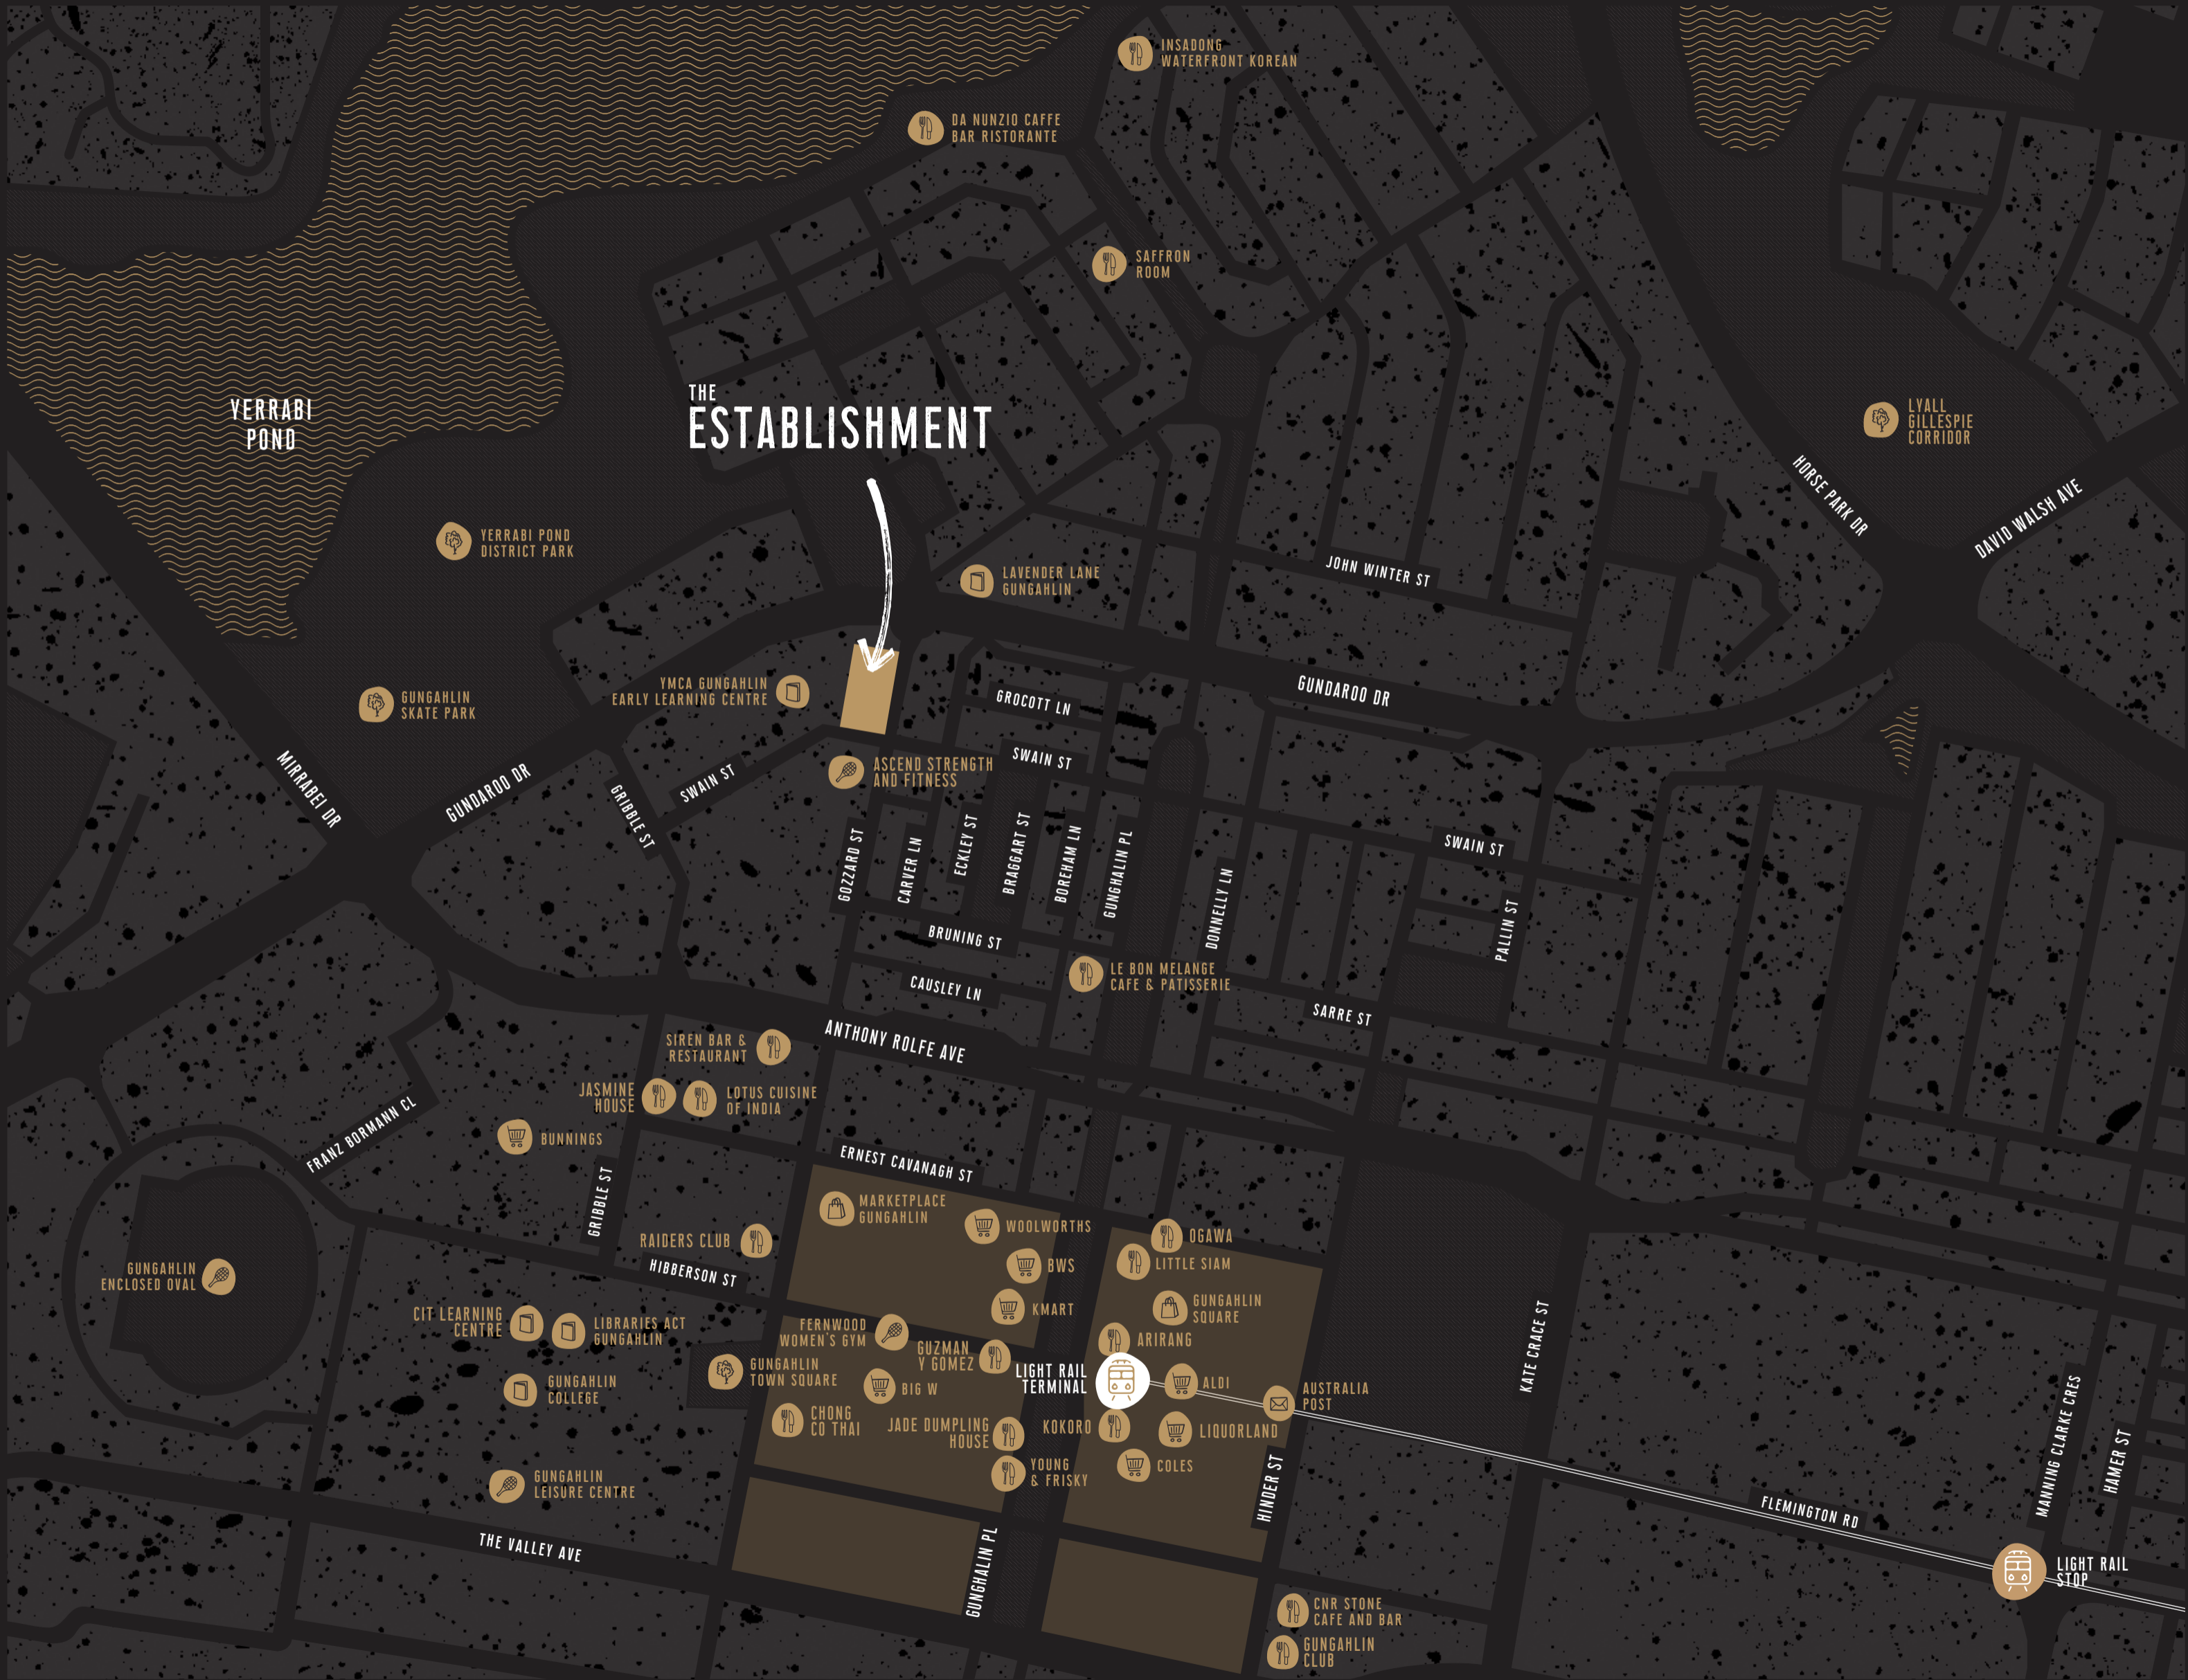 INSADONG
WATERFRONT KOREAN
DA NUNZIO CAFFE
BAR RISTORANTE
SAFFRON
ROOM
THE
ESTABLISHMENT
YERRABI
POND
LYALL
GILLESPIE
CORRIDOR
HORSE PARK DR
DAVID WALSH AVE
YERRABI POND
DISTRICT PARK
LAVENDER LANE
GUNGAHLIN
JOHN WINTER ST
YMCA GUNGAHLIN
EARLY LEARNING CENTRE
GUNGAHLIN
SKATE PARK
GROCOTT LN
GUNDAROO DR
MIRRABEI DR
GUNDAROO DR
GRIBBLE ST
SWAIN ST
ASCEND STRENGTH
AND FITNESS
SWAIN ST
SWAIN ST
GOZZARD ST
CARVER LN
ECKLEY ST
BRAGGART ST
BOREHAM LN
GUNGHALIN PL
DONNELLY LN
PALLIN ST
BRUNING ST
CAUSLEY LN
LE BON MELANGE
CAFE & PATISSERIE
SARRE ST
ANTHONY ROLFE AVE
SIREN BAR &
RESTAURANT
JASMINE
HOUSE
LOTUS CUISINE
OF INDIA
BUNNINGS
FRANZ BORMANN CL
GRIBBLE ST
ERNEST CAVANAGH ST
MARKETPLACE
GUNGAHLIN
WOOLWORTHS
OGAWA
RAIDERS CLUB
BWS
LITTLE SIAM
HIBBERSON ST
GUNGAHLIN
ENCLOSED OVAL
KMART
GUNGAHLIN
SQUARE
CIT LEARNING
CENTRE
LIBRARIES ACT
GUNGAHLIN
FERNWOOD
WOMEN'S GYM
GUZMAN
Y GOMEZ
ARIRANG
KATE CRACE ST
GUNGAHLIN
TOWN SQUARE
LIGHT RAIL
TERMINAL
GUNGAHLIN
COLLEGE
BIG W
ALDI
AUSTRALIA
POST
CHONG
CO THAI
JADE DUMPLING
HOUSE
KOKORO
LIQUORLAND
YOUNG
& FRISKY
COLES
GUNGAHLIN
LEISURE CENTRE
HINDER ST
MANNING CLARKE CRES
HAMER ST
FLEMINGTON RD
THE VALLEY AVE
GUNGHALIN PL
LIGHT RAIL
STOP
CNR STONE
CAFE AND BAR
GUNGAHLIN
CLUB